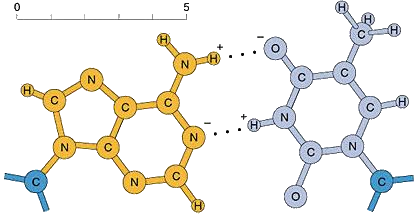 0 5
H H
H + − O C H
N H
H N C C C
C C C H
+
− H N C
N C N C N
C N
C N C O C
H